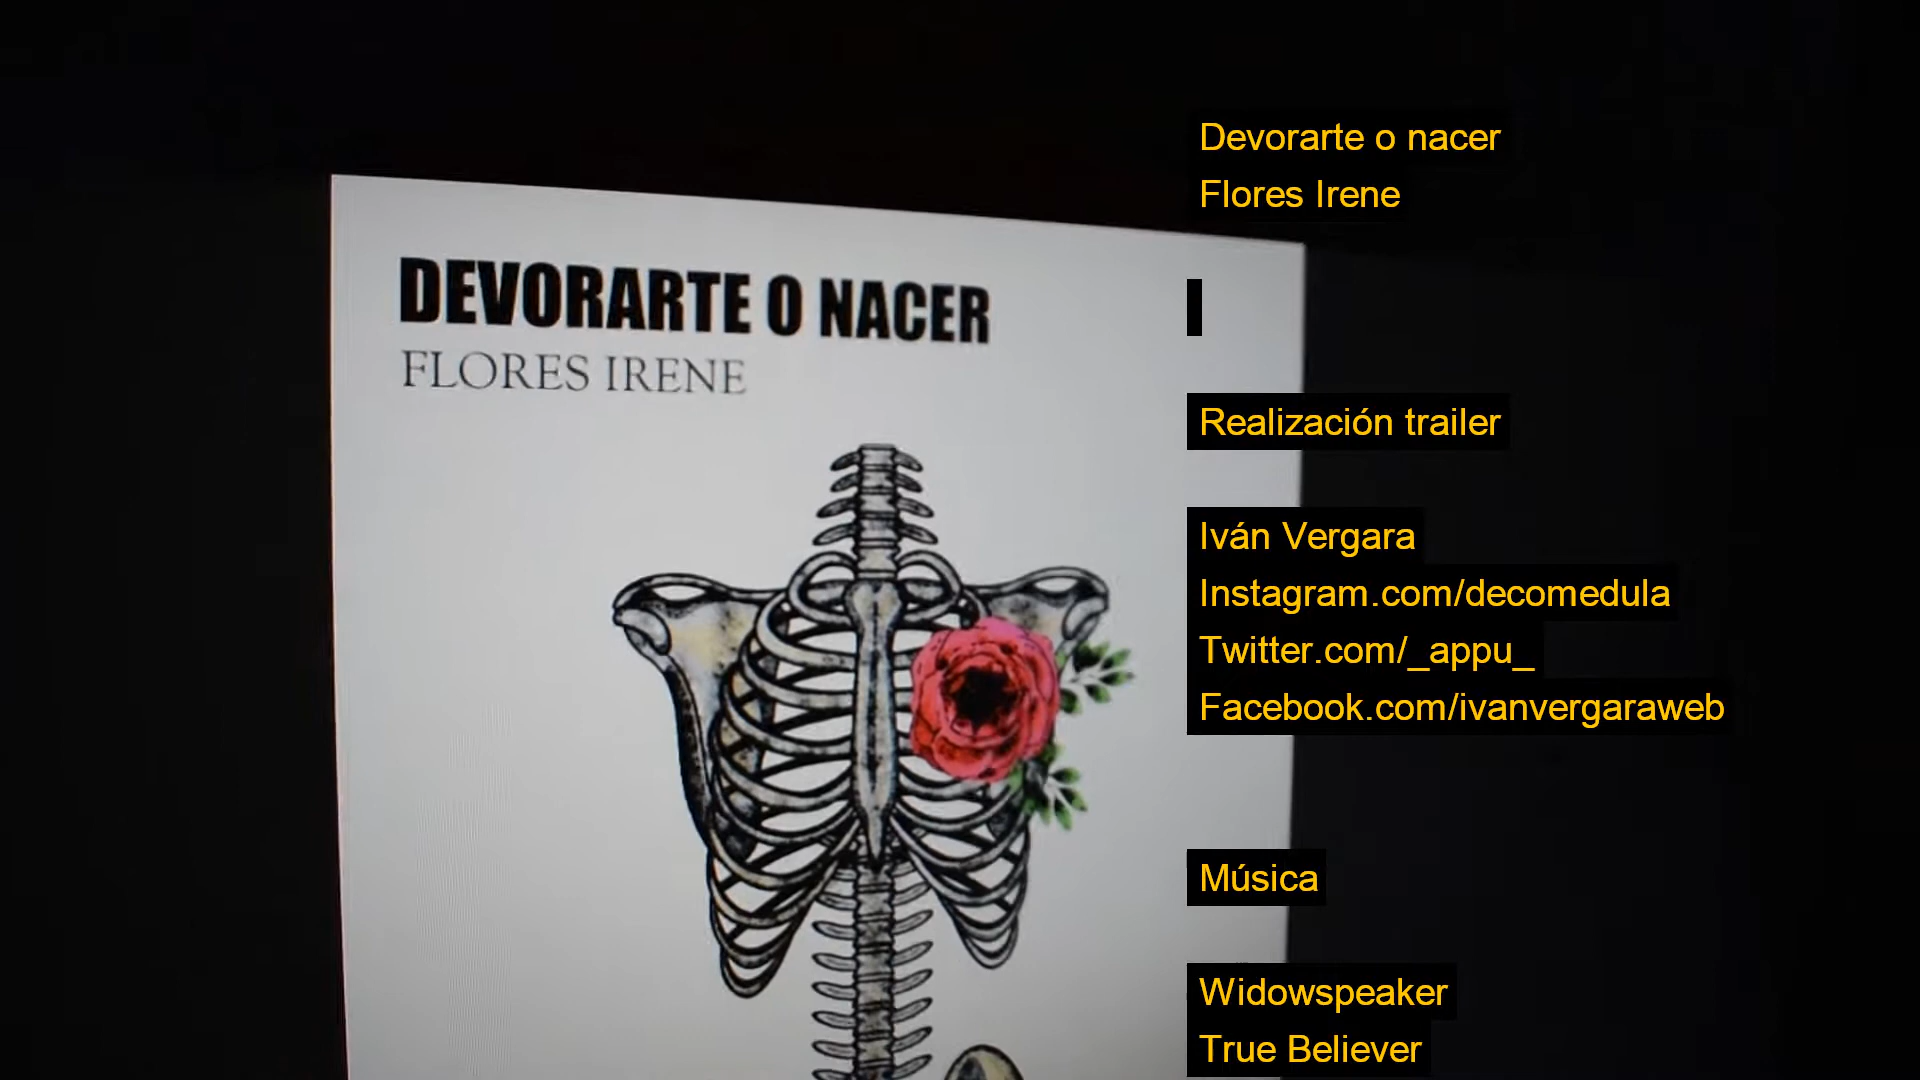 DEVORARTE O NACER
FLORES IRENE
Devorarte o nacer
Flores Irene
Realización trailer
Iván Vergara
Instagram.com/decomedula
Twitter.com/_appu_
Facebook.com/ivanvergaraweb
Música
Widowspeaker
True Believer